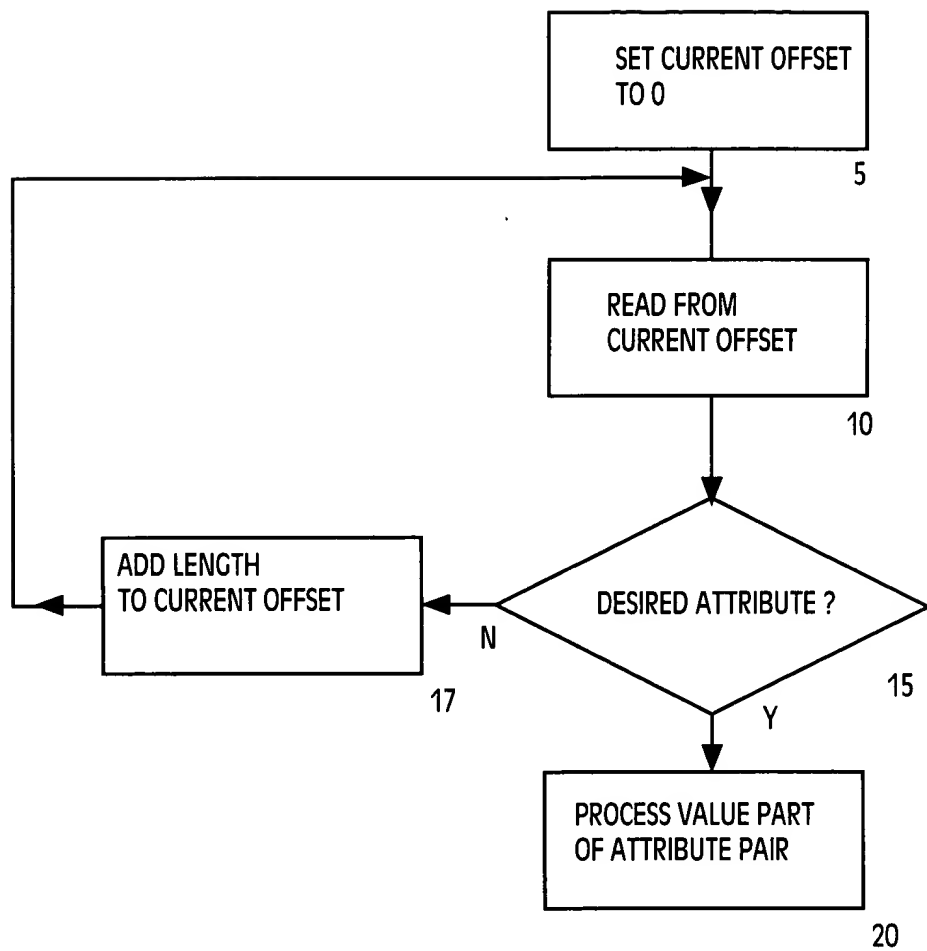 SET CURRENT OFFSET
TO 0
5
READ FROM
CURRENT OFFSET
10
ADD LENGTH
TO CURRENT OFFSET
17
DESIRED ATTRIBUTE ?
N
15
Y
PROCESS VALUE PART
OF ATTRIBUTE PAIR
20